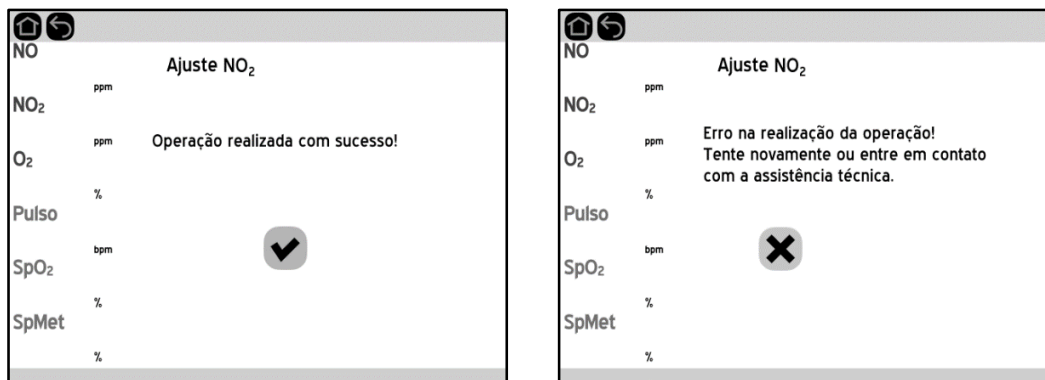 NO
Ajuste NO₂
ppm
NO₂
ppm
Operação realizada com sucesso!
O₂
%
Pulso
bpm
SpO₂
%
SpMet
%
NO
Ajuste NO₂
ppm
NO₂
ppm
Erro na realização da operação!
Tente novamente ou entre em contato
com a assistência técnica.
O₂
%
Pulso
bpm
SpO₂
%
SpMet
%